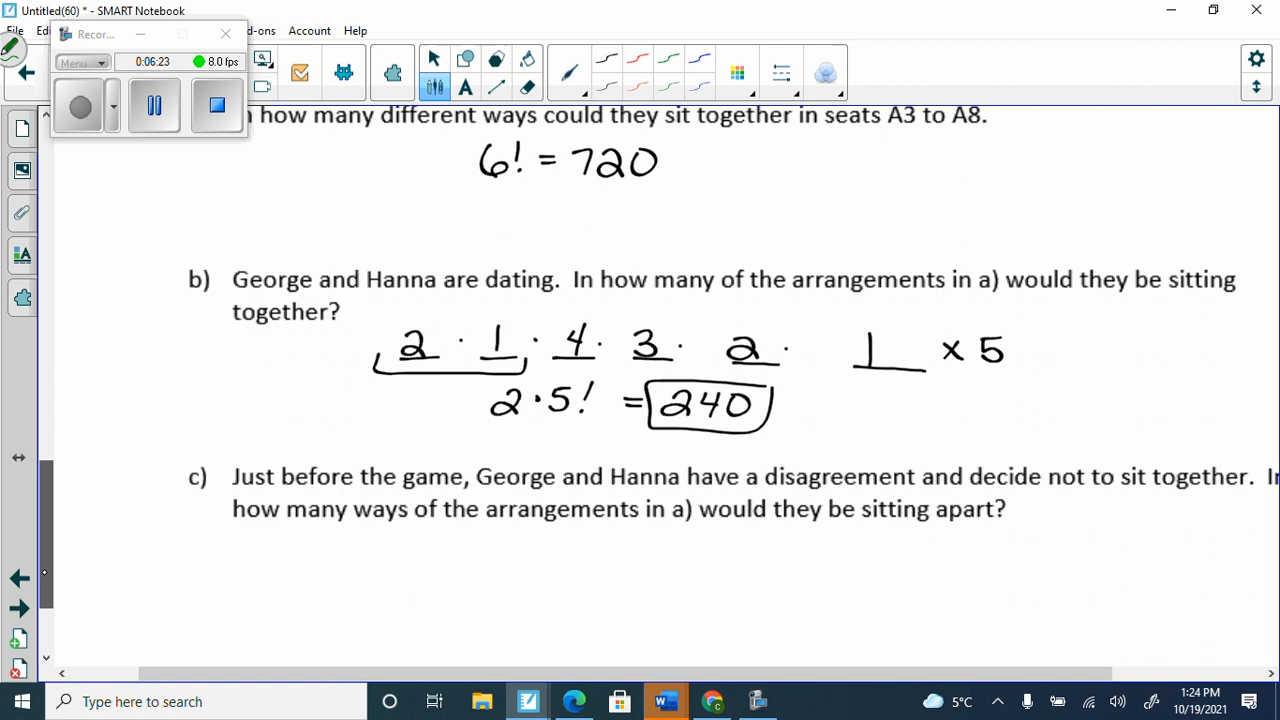 Untitled(60) * - SMART Notebook
File
Recor...
d-ons Account Help
Menu 0:06:23 8.0 fps
how many different ways could they sit together in seats A3 to A8.
6! = 720
b) George and Hanna are dating. In how many of the arrangements in a) would they be sitting
together?
2 · 1 · 4 · 3 · 2 · 1 × 5
2 · 5! = 240
c) Just before the game, George and Hanna have a disagreement and decide not to sit together. In
how many ways of the arrangements in a) would they be sitting apart?
Type here to search
5°C
1:24 PM
10/19/2021